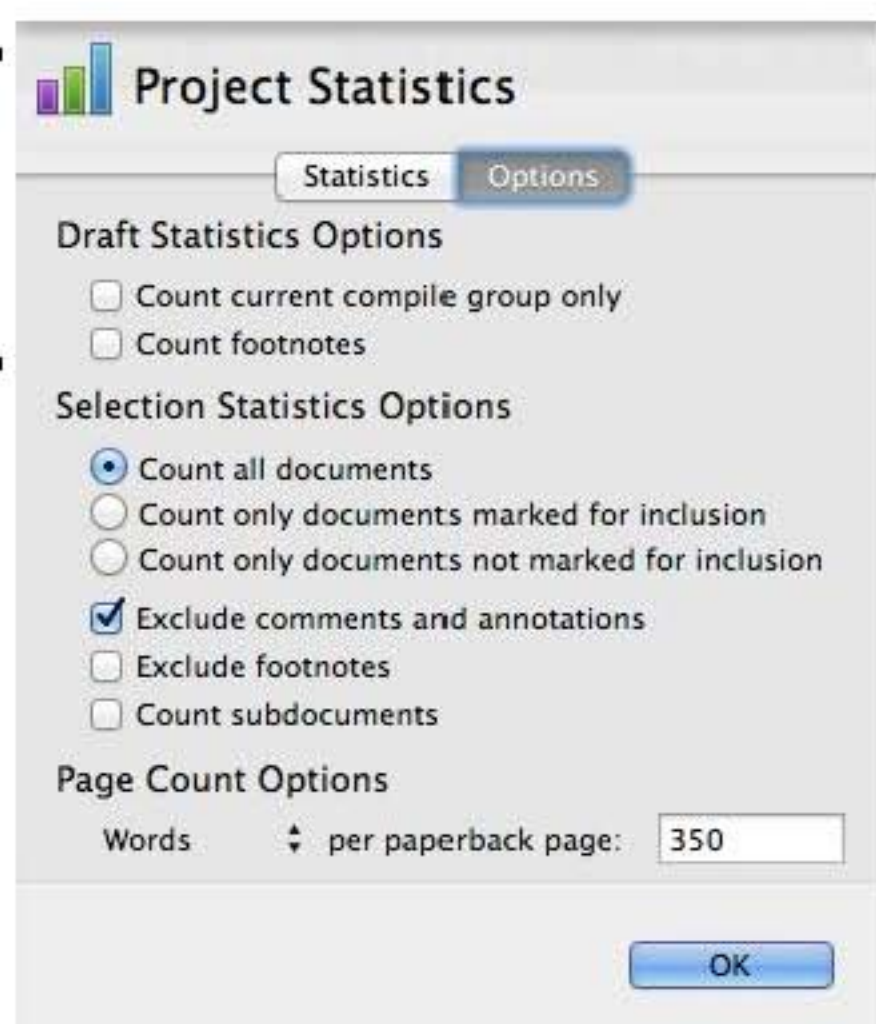 Project Statistics
Statistics Options
Draft Statistics Options
Count current compile group only
Count footnotes
Selection Statistics Options
Count all documents
Count only documents marked for inclusion
Count only documents not marked for inclusion
Exclude comments and annotations
Exclude footnotes
Count subdocuments
Page Count Options
Words per paperback page: 350
OK